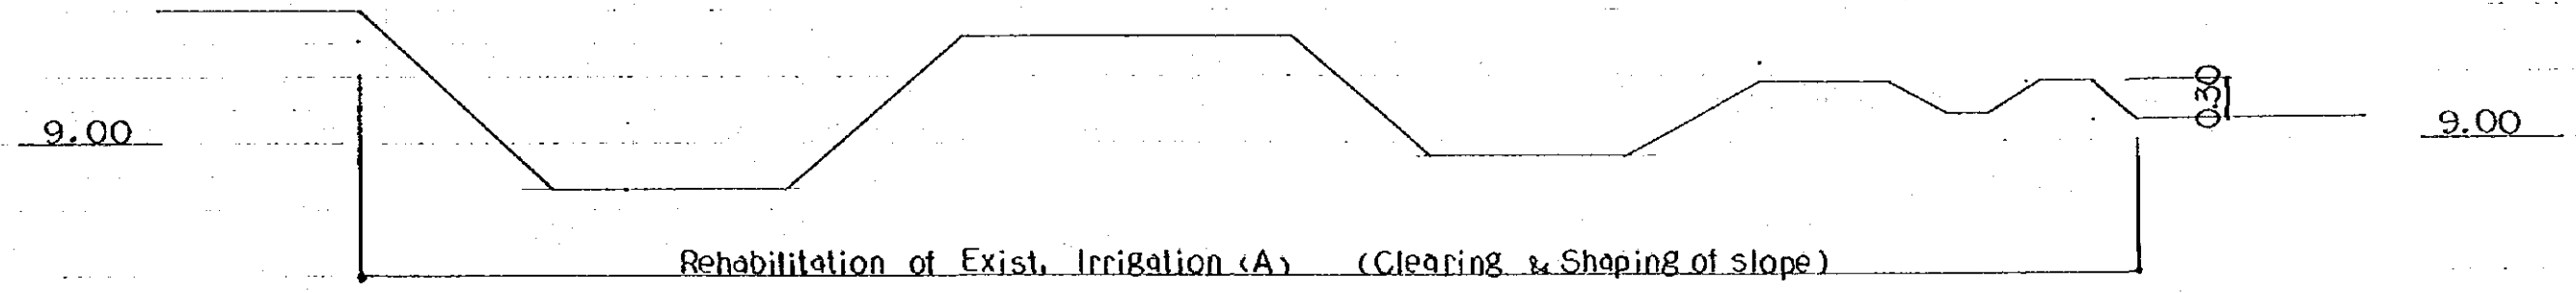 0.30
9.00
9.00
Rehabilitation of Exist. Irrigation (A) (Clearing & Shaping of slope)